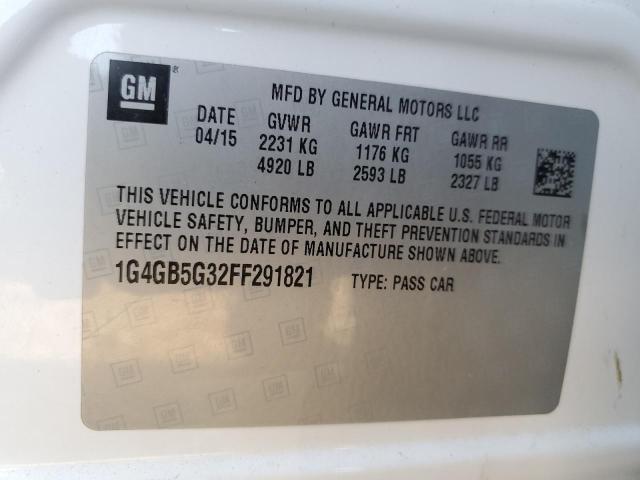 GM ®
MFD BY GENERAL MOTORS LLC
DATE GVWR GAWR FRT GAWR RR
04/15 2231 KG 1176 KG 1055 KG
4920 LB 2593 LB 2327 LB
THIS VEHICLE CONFORMS TO ALL APPLICABLE U.S. FEDERAL MOTOR
VEHICLE SAFETY, BUMPER, AND THEFT PREVENTION STANDARDS IN
EFFECT ON THE DATE OF MANUFACTURE SHOWN ABOVE.
1G4GB5G32FF291821 TYPE: PASS CAR